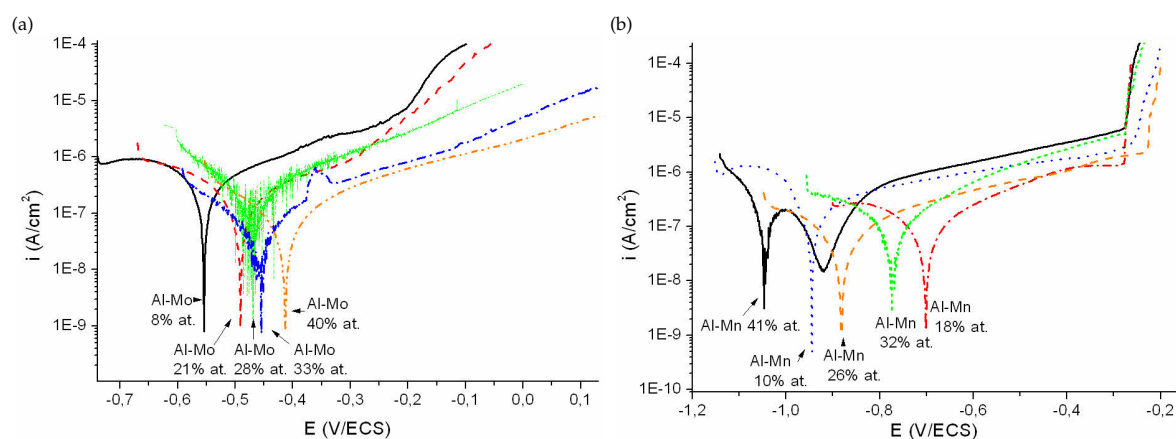 (a)
1E-4
1E-5
1E-6
1E-7
1E-8
1E-9
i (A/cm²)
Al-Mo
8% at.
Al-Mo
21% at.
Al-Mo
28% at.
Al-Mo
33% at.
Al-Mo
40% at.
-0,7 -0,6 -0,5 -0,4 -0,3 -0,2 -0,1 0,0 0,1
E (V/ECS)
(b)
1E-4
1E-5
1E-6
1E-7
1E-8
1E-9
1E-10
i (A/cm²)
Al-Mn 41% at.
Al-Mn
10% at.
Al-Mn
26% at.
Al-Mn
32% at.
Al-Mn
18% at.
-1,2 -1,0 -0,8 -0,6 -0,4 -0,2
E (V/ECS)